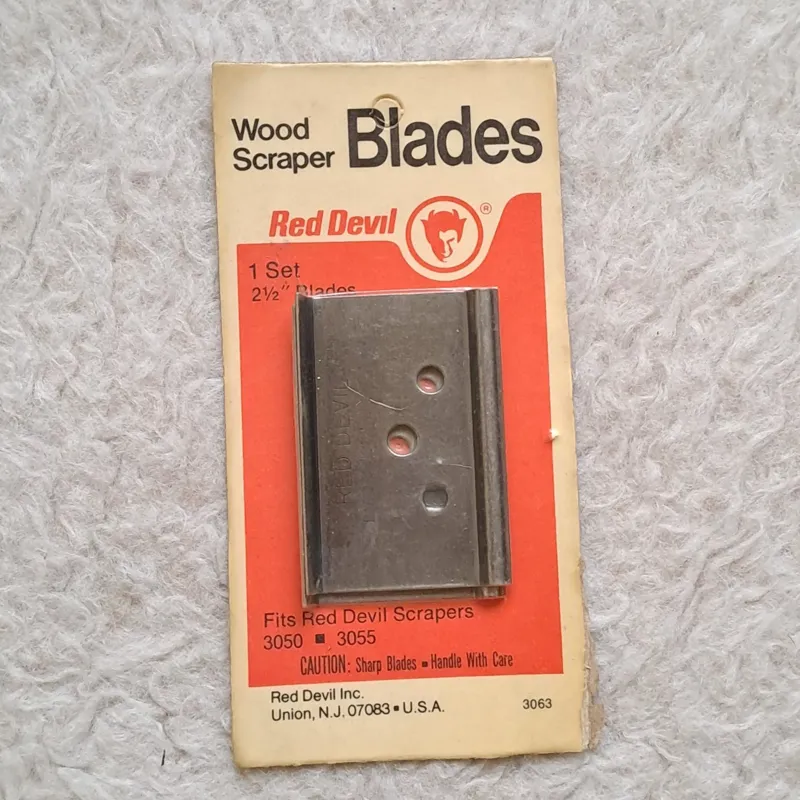 Wood
Scraper Blades
Red Devil ®
1 Set
2½" Blades
RED DEVIL
Fits Red Devil Scrapers
3050 ▪ 3055
CAUTION: Sharp Blades ▪ Handle With Care
Red Devil Inc.
Union, N.J. 07083 ▪ U.S.A.
3063